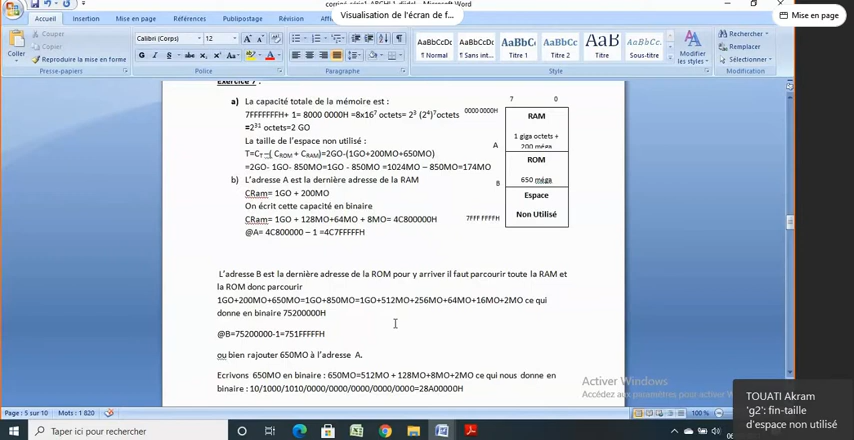 corrigé série1 ARCHI 1 djidel - Microsoft Word
Visualisation de l'écran de f...
Mise en page
Accueil Insertion Mise en page Références Publipostage Révision Affichage
Couper
Copier
Coller
Reproduire la mise en forme
Presse-papiers
Calibri (Corps) 12
Police
Paragraphe
AaBbCcDc AaBbCcDc AaBbC AaBbCc AaB AaBbCc.
¶ Normal ¶ Sans int... Titre 1 Titre 2 Titre Sous-titre
Modifier les styles
Style
Rechercher
Remplacer
Sélectionner
Modification
Exercice 7 :
a) La capacité totale de la mémoire est :
7FFFFFFFH+ 1= 8000 0000H =8x16⁷ octets= 2³ (2⁴)⁷octets
=2³¹ octets=2 GO
La taille de l'espace non utilisé :
T=CT –( CROM + CRAM)=2GO-(1GO+200MO+650MO)
=2GO- 1GO- 850MO=1GO - 850MO =1024MO – 850MO=174MO
b) L'adresse A est la dernière adresse de la RAM
CRam= 1GO + 200MO
On écrit cette capacité en binaire
CRam= 1GO + 128MO+64MO + 8MO= 4C800000H
@A= 4C800000 – 1 =4C7FFFFFH
7 0
0000 0000H
RAM
1 giga octets +
200 méga
A
ROM
650 méga
B
Espace
Non Utilisé
7FFF FFFFH
L'adresse B est la dernière adresse de la ROM pour y arriver il faut parcourir toute la RAM et
la ROM donc parcourir
1GO+200MO+650MO=1GO+850MO=1GO+512MO+256MO+64MO+16MO+2MO ce qui
donne en binaire 75200000H
@B=75200000-1=751FFFFFH
ou bien rajouter 650MO à l'adresse A.
Ecrivons 650MO en binaire : 650MO=512MO + 128MO+8MO+2MO ce qui nous donne en
binaire : 10/1000/1010/0000/0000/0000/0000/0000=28A00000H
Activer Windows
Accédez aux paramètres pour activer
TOUATI Akram
'g2': fin-taille
d'espace non utilisé
Page : 5 sur 10 Mots : 1 820
100 %
Taper ici pour rechercher